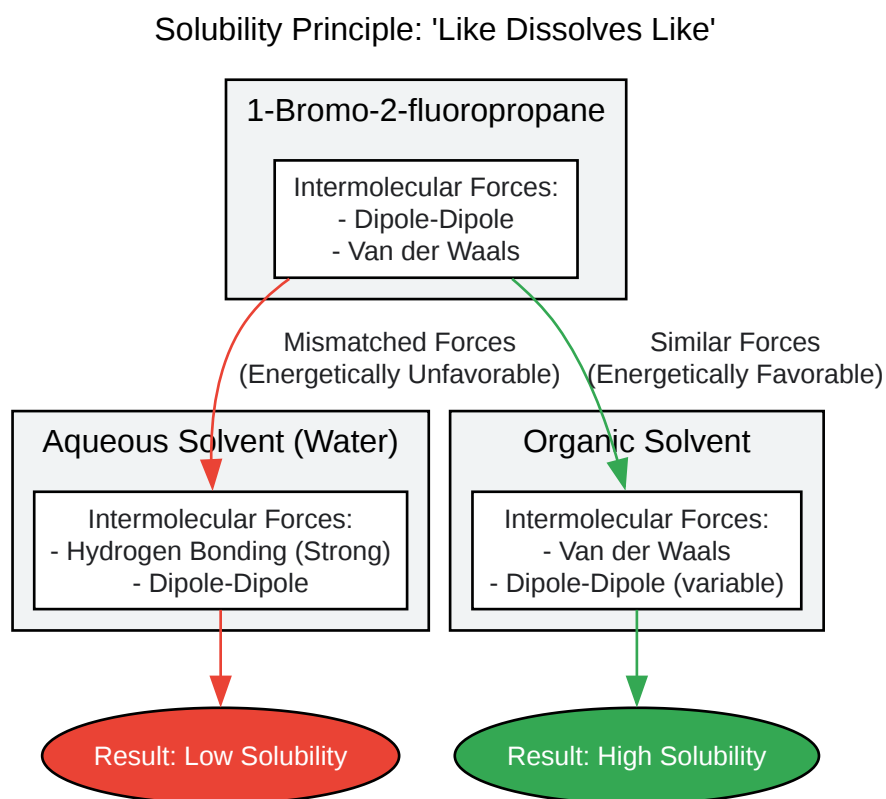 Solubility Principle: 'Like Dissolves Like'
1-Bromo-2-fluoropropane
Intermolecular Forces:
- Dipole-Dipole
- Van der Waals
Mismatched Forces
(Energetically Unfavorable)
Similar Forces
(Energetically Favorable)
Aqueous Solvent (Water)
Intermolecular Forces:
- Hydrogen Bonding (Strong)
- Dipole-Dipole
Organic Solvent
Intermolecular Forces:
- Van der Waals
- Dipole-Dipole (variable)
Result: Low Solubility
Result: High Solubility